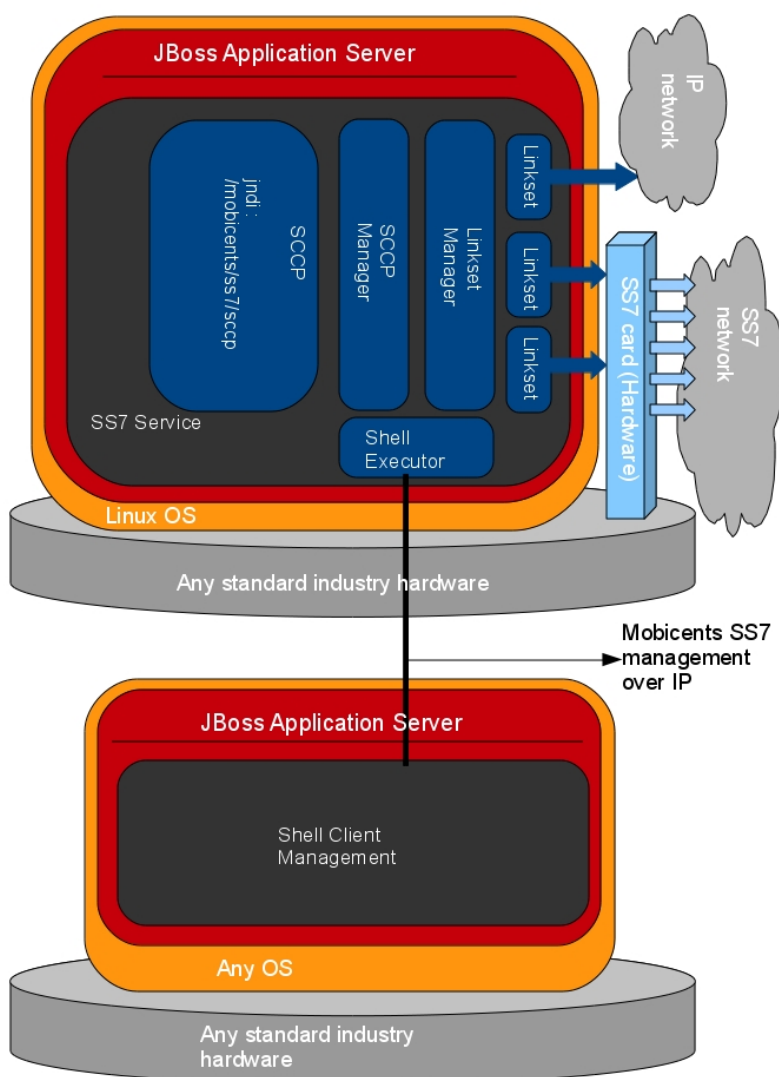 JBoss Application Server
IP
network
jndi :
/mobicents/ss7/sccp
SCCP
SCCP
Manager
Linkset
Manager
Linkset
Linkset
Linkset
SS7 card (Hardware)
SS7
network
SS7 Service
Shell
Executor
Linux OS
Any standard industry hardware
Mobicents SS7
management
over IP
JBoss Application Server
Shell Client
Management
Any OS
Any standard industry
hardware